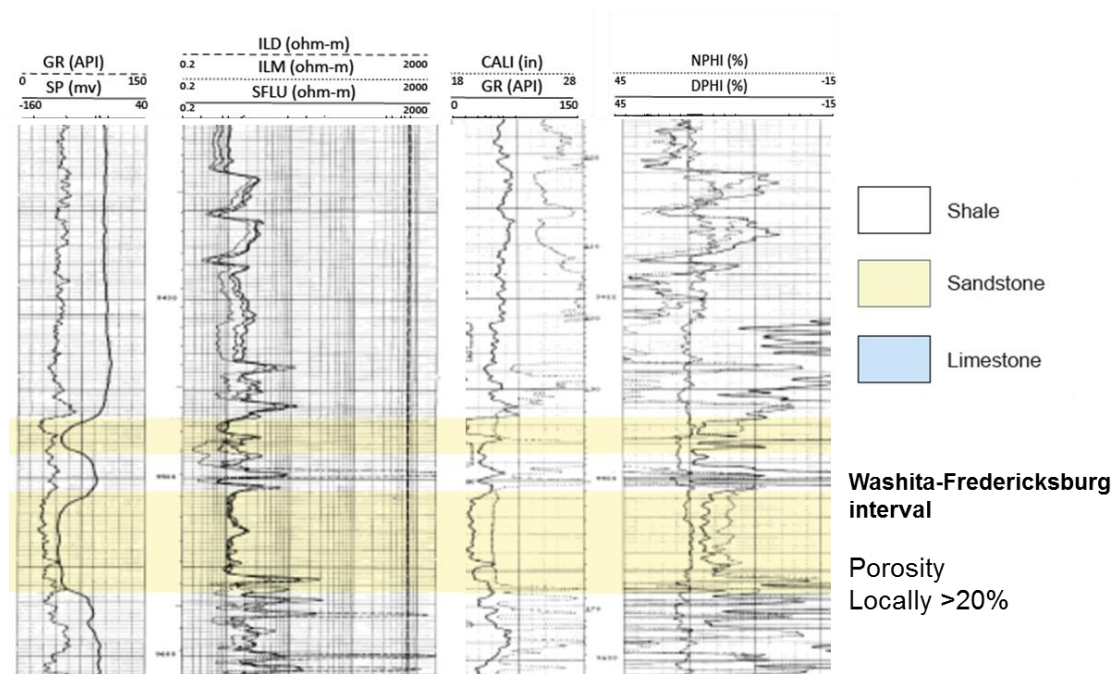 ILD (ohm-m)
GR (API)
0.2 2000
ILM (ohm-m)
CALI (in)
NPHI (%)
0 150
SP (mv)
0.2 2000
SFLU (ohm-m)
18 28
GR (API)
45 -15
DPHI (%)
-160 40
0.2 2000
0 150
45 -15
Shale
Sandstone
Limestone
Washita-Fredericksburg
interval
Porosity
Locally >20%